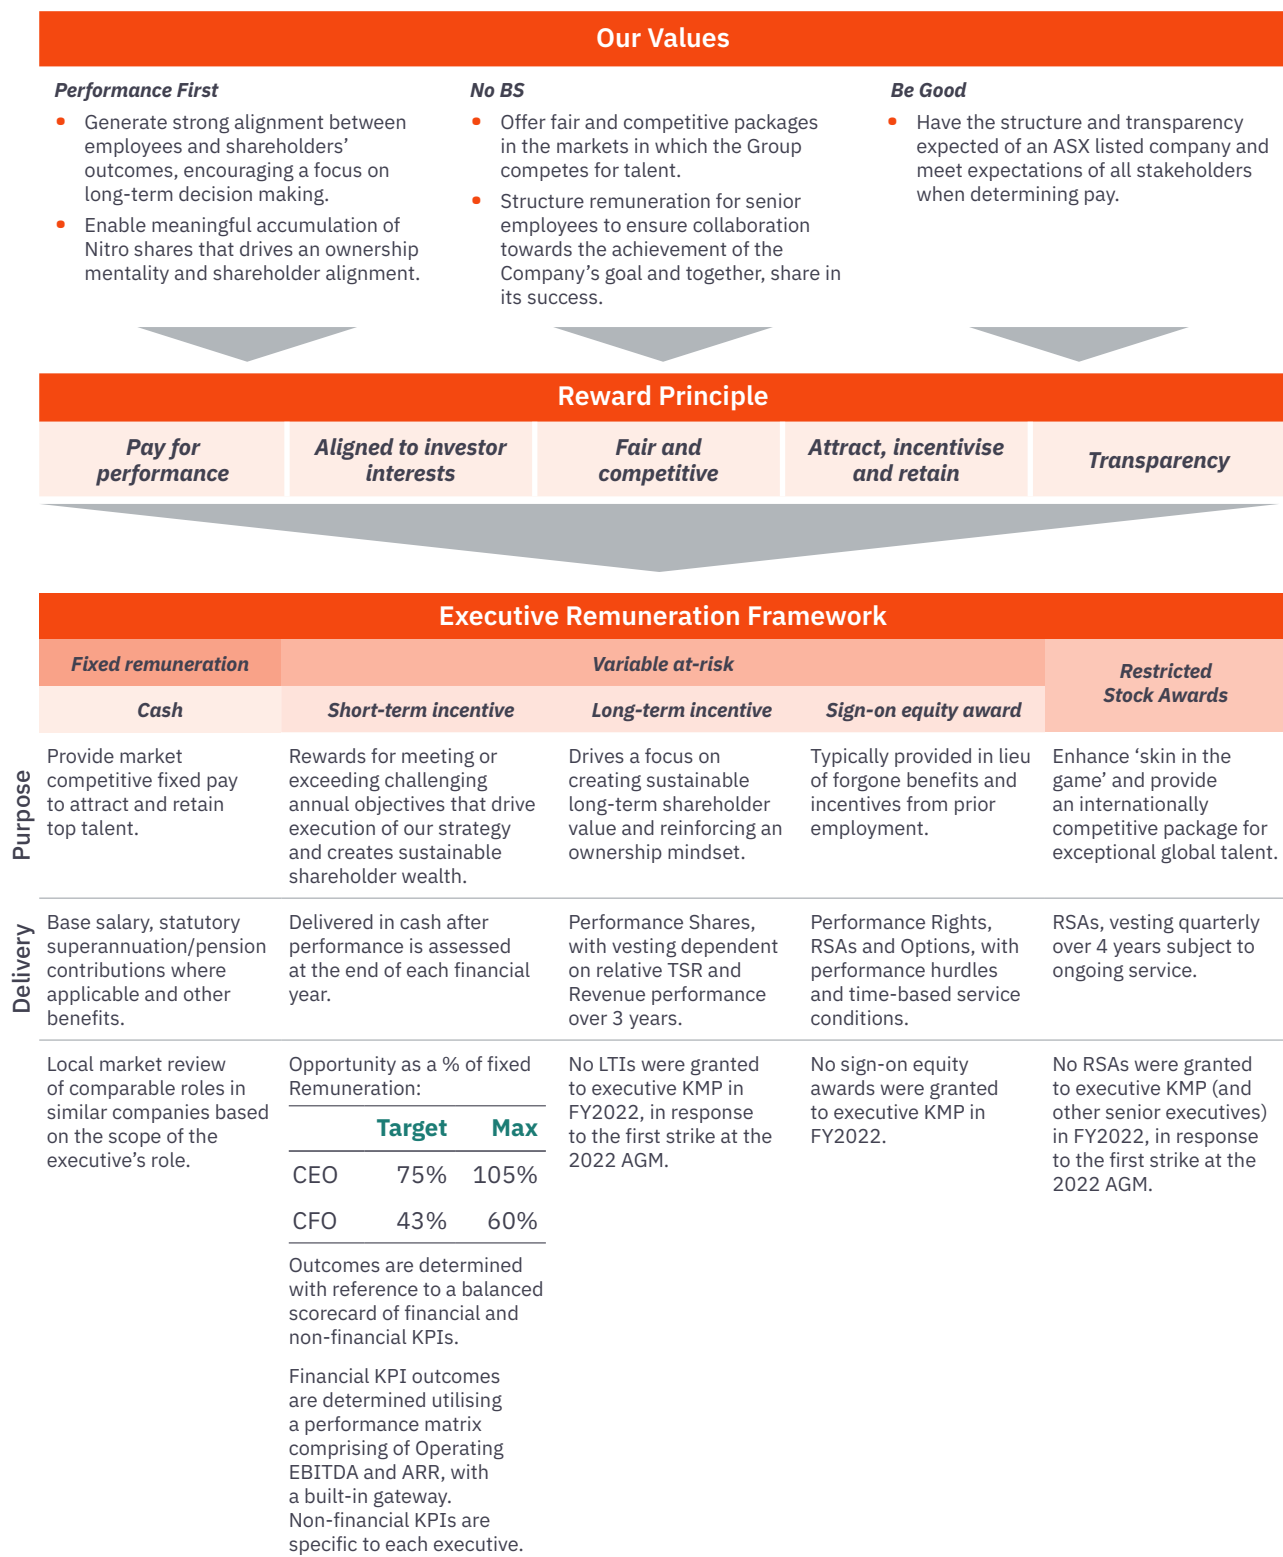 Our Values
Performance First
• Generate strong alignment between
employees and shareholders’
outcomes, encouraging a focus on
long-term decision making.
• Enable meaningful accumulation of
Nitro shares that drives an ownership
mentality and shareholder alignment.
No BS
• Offer fair and competitive packages
in the markets in which the Group
competes for talent.
• Structure remuneration for senior
employees to ensure collaboration
towards the achievement of the
Company’s goal and together, share in
its success.
Be Good
• Have the structure and transparency
expected of an ASX listed company and
meet expectations of all stakeholders
when determining pay.
Reward Principle
Pay for
performance
Aligned to investor
interests
Fair and
competitive
Attract, incentivise
and retain
Transparency
Executive Remuneration Framework
Fixed remuneration
Variable at-risk
Restricted
Stock Awards
Cash
Short-term incentive
Long-term incentive
Sign-on equity award
Purpose
Provide market
competitive fixed pay
to attract and retain
top talent.
Rewards for meeting or
exceeding challenging
annual objectives that drive
execution of our strategy
and creates sustainable
shareholder wealth.
Drives a focus on
creating sustainable
long-term shareholder
value and reinforcing an
ownership mindset.
Typically provided in lieu
of forgone benefits and
incentives from prior
employment.
Enhance ‘skin in the
game’ and provide
an internationally
competitive package for
exceptional global talent.
Delivery
Base salary, statutory
superannuation/pension
contributions where
applicable and other
benefits.
Delivered in cash after
performance is assessed
at the end of each financial
year.
Performance Shares,
with vesting dependent
on relative TSR and
Revenue performance
over 3 years.
Performance Rights,
RSAs and Options, with
performance hurdles
and time-based service
conditions.
RSAs, vesting quarterly
over 4 years subject to
ongoing service.
Local market review
of comparable roles in
similar companies based
on the scope of the
executive’s role.
Opportunity as a % of fixed
Remuneration:
Target Max
CEO 75% 105%
CFO 43% 60%
Outcomes are determined
with reference to a balanced
scorecard of financial and
non-financial KPIs.
Financial KPI outcomes
are determined utilising
a performance matrix
comprising of Operating
EBITDA and ARR, with
a built-in gateway.
Non-financial KPIs are
specific to each executive.
No LTIs were granted
to executive KMP in
FY2022, in response
to the first strike at the
2022 AGM.
No sign-on equity
awards were granted
to executive KMP in
FY2022.
No RSAs were granted
to executive KMP (and
other senior executives)
in FY2022, in response
to the first strike at the
2022 AGM.